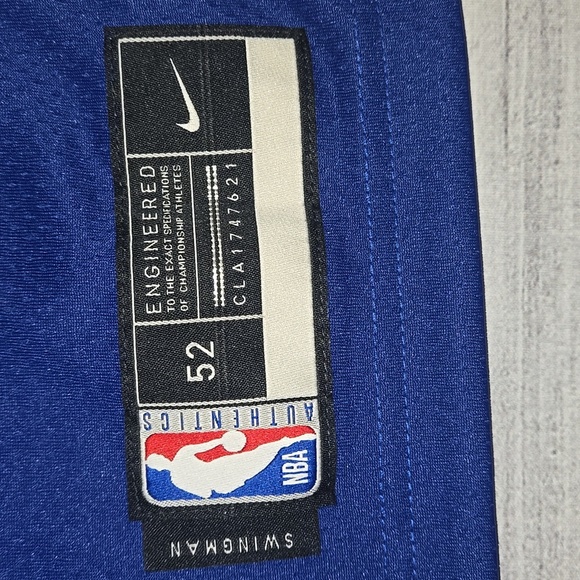 ENGINEERED
TO THE EXACT SPECIFICATIONS
OF CHAMPIONSHIP ATHLETES
CLA1747621
52
AUTHENTICS
NBA
SWINGMAN